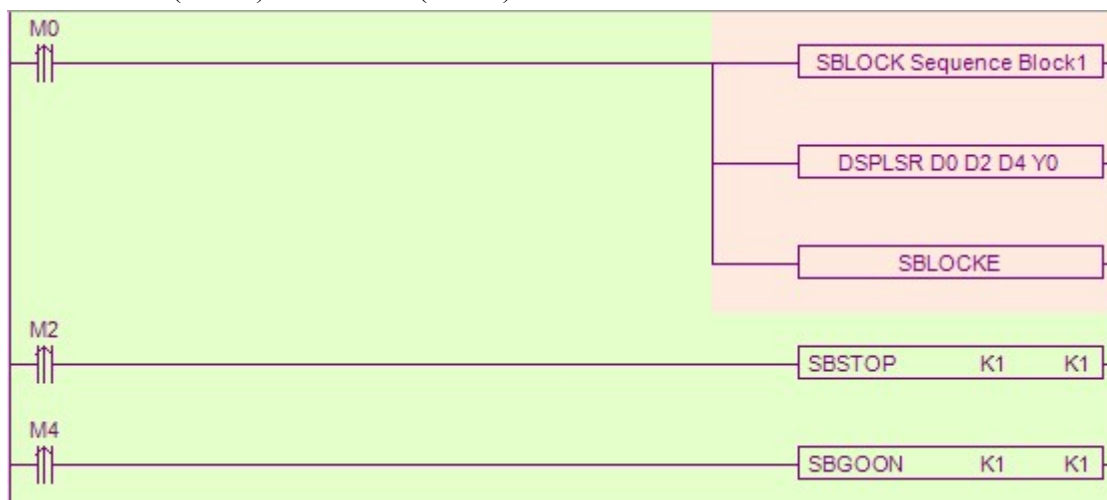 M0
SBLOCK Sequence Block1
DSPLSR D0 D2 D4 Y0
SBLOCKE
M2
SBSTOP K1 K1
M4
SBGOON K1 K1